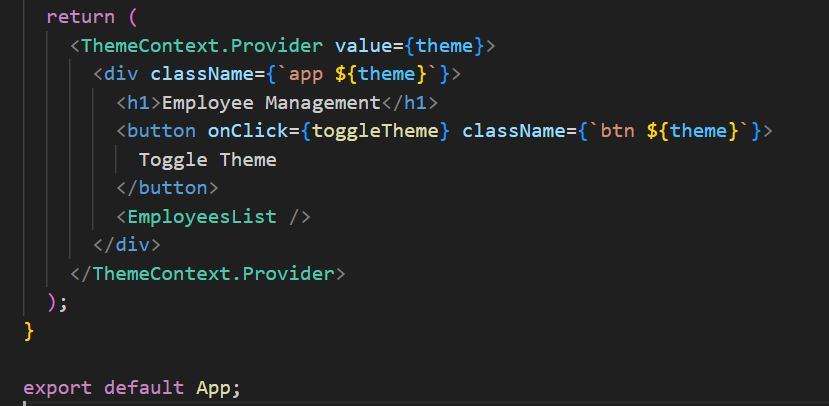 return (
<ThemeContext.Provider value={theme}>
<div className={`app ${theme}`}>
<h1>Employee Management</h1>
<button onClick={toggleTheme} className={`btn ${theme}`}>
Toggle Theme
</button>
<EmployeesList />
</div>
</ThemeContext.Provider>
);
}
export default App;